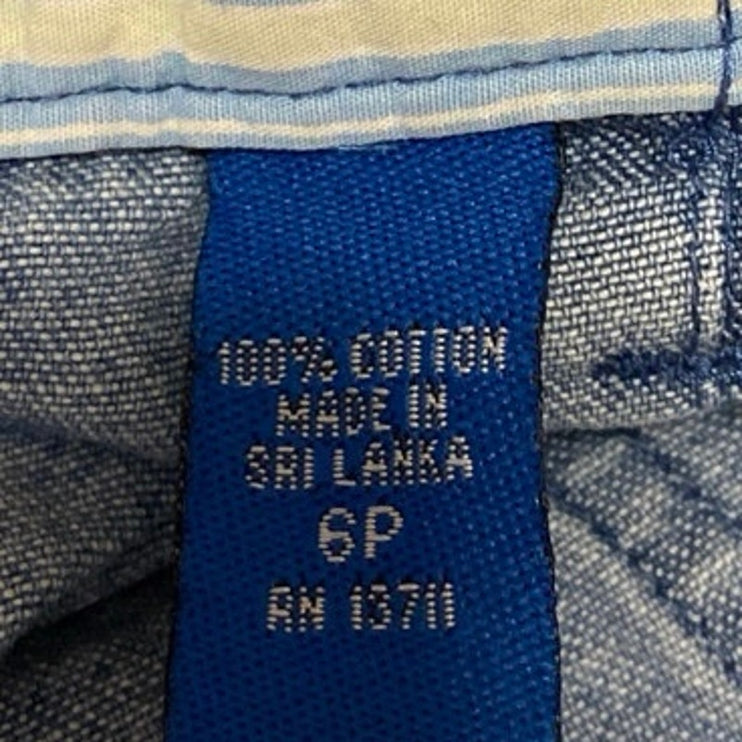 100% COTTON
MADE IN
SRI LANKA
6P
RN 13711